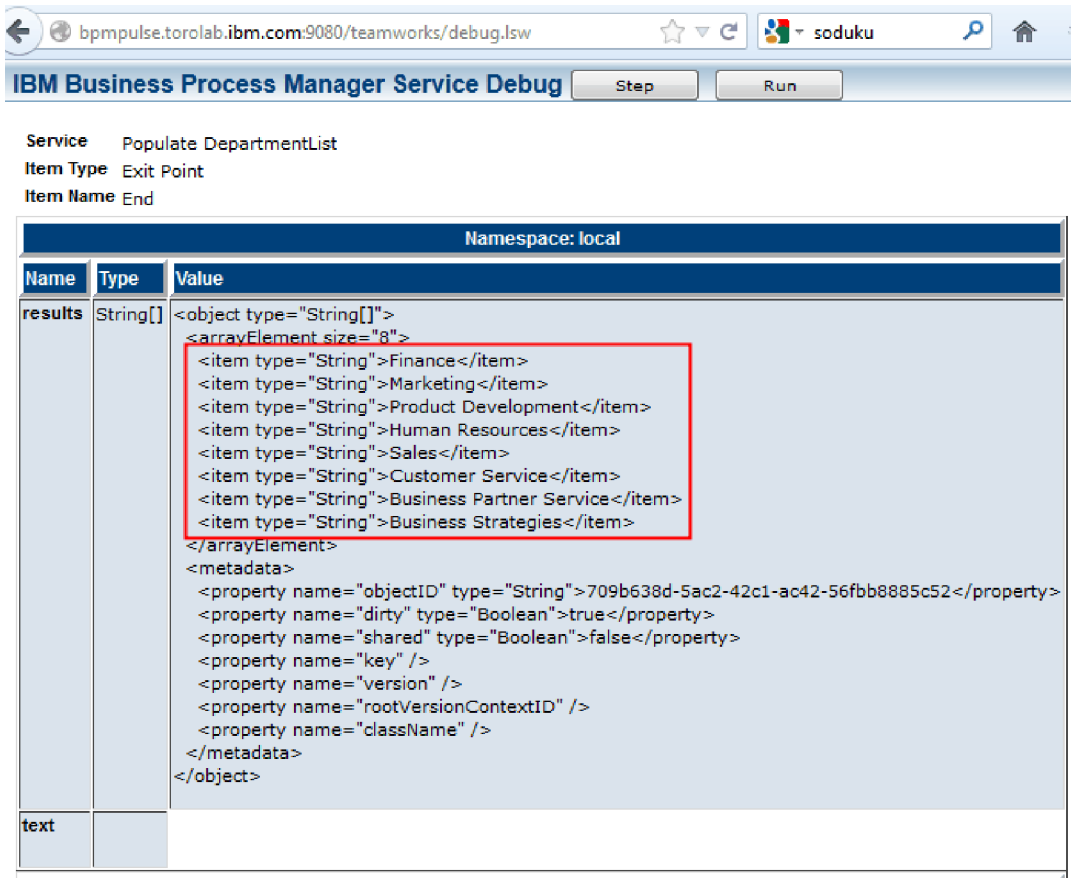 bpmpulse.torolab.ibm.com:9080/teamworks/debug.lsw soduku
IBM Business Process Manager Service Debug Step Run
Service Populate DepartmentList
Item Type Exit Point
Item Name End
Namespace: local
Name Type Value
results String[] <object type="String[]">
<arrayElement size="8">
<item type="String">Finance</item>
<item type="String">Marketing</item>
<item type="String">Product Development</item>
<item type="String">Human Resources</item>
<item type="String">Sales</item>
<item type="String">Customer Service</item>
<item type="String">Business Partner Service</item>
<item type="String">Business Strategies</item>
</arrayElement>
<metadata>
<property name="objectID" type="String">709b638d-5ac2-42c1-ac42-56fbb8885c52</property>
<property name="dirty" type="Boolean">true</property>
<property name="shared" type="Boolean">false</property>
<property name="key" />
<property name="version" />
<property name="rootVersionContextID" />
<property name="className" />
</metadata>
</object>
text